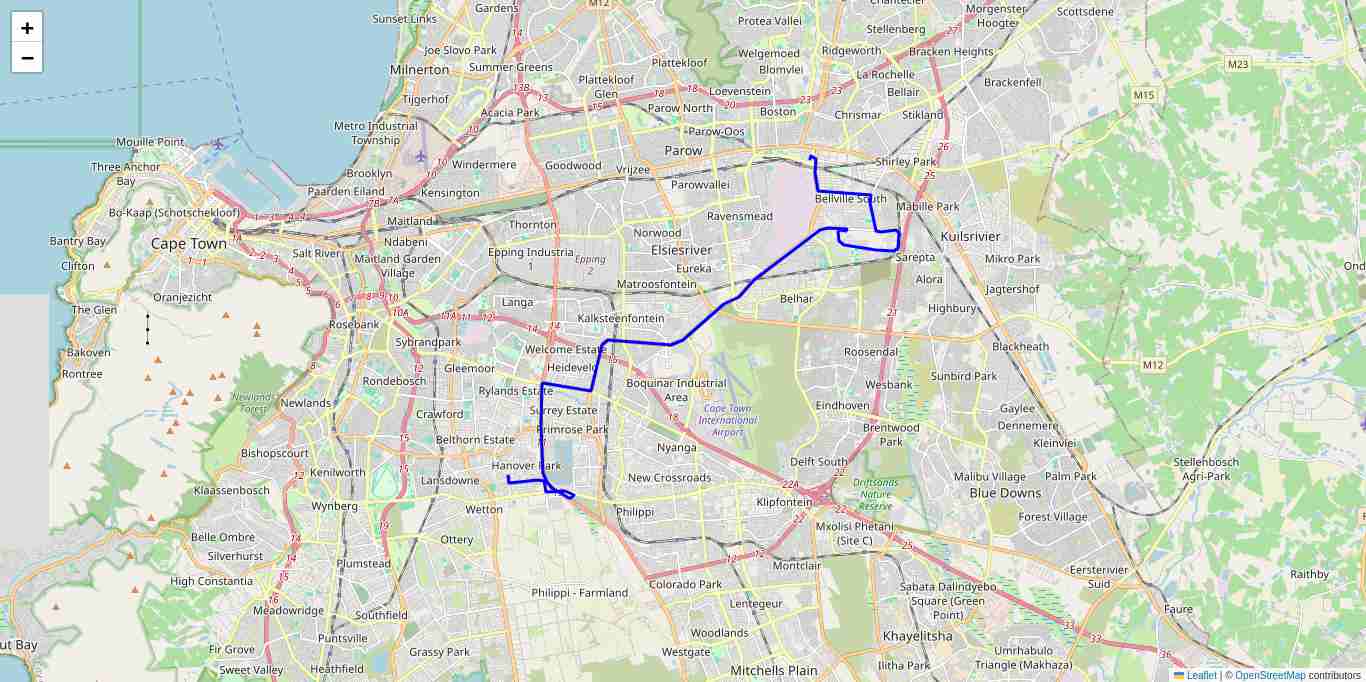 +
−
M12
Gardens
Sunset Links
Joe Slovo Park
Milnerton
Summer Greens
Tijgerhof
Acacia Park
Metro Industrial
Township
Mouille Point
Three Anchor
Bay
Brooklyn
Paarden Eiland
Kensington
Windermere
Goodwood
Vrijzee
Bo-Kaap (Schotschekloof)
Bantry Bay
Cape Town
Clifton
Salt River
Maitland
Ndabeni
Maitland Garden
Village
Thornton
Epping Industria
1
Epping
2
Oranjezicht
The Glen
Bakoven
Rontree
Rosebank
Sybrandpark
Langa
Rondebosch
Newlands
Newlands
Forest
Bishopscourt
Klaassenbosch
Kenilworth
Wynberg
Belle Ombre
Silverhurst
High Constantia
Meadowridge
Fir Grove
Sweet Valley
Plumstead
Southfield
Puntsville
Heathfield
Grassy Park
Ottery
Wetton
Lansdowne
Hanover Park
Belthorn Estate
Crawford
Gleemoor
Rylands Estate
Surrey Estate
Primrose Park
Heideveld
Welcome Estate
Kalksteenfontein
Matroosfontein
Eureka
Elsiesriver
Norwood
Ravensmead
Parowvallei
Parow
Parow-Oos
Parow North
Plattekloof
Glen
Plattekloof
Protea Vallei
Welgemoed
Blomvlei
Loevenstein
Boston
Ridgeworth
Stellenberg
La Rochelle
Bellair
Chrismar
Stikland
Bracken Heights
Morgenster
Hoogte
Scottsdene
Brackenfell
M23
M15
Shirley Park
Bellville South
Mabille Park
Kuilsrivier
Sarepta
Mikro Park
Alora
Jagtershof
Highbury
Belhar
Roosendal
Blackheath
M12
Wesbank
Sunbird Park
Eindhoven
Brentwood
Park
Gaylee
Dennemere
Kleinvlei
Boquinar Industrial
Area
Cape Town
International
Airport
Nyanga
New Crossroads
Philippi
Delft South
Klipfontein
Driftsands
Nature
Reserve
Malibu Village
Palm Park
Blue Downs
Forest Village
Stellenbosch
Agri-Park
Mxolisi Phetani
(Site C)
Montclair
Colorado Park
Philippi - Farmland
Lentegeur
Woodlands
Westgate
Mitchells Plain
Eersterivier
Suid
Sabata Dalindyebo
Square (Green
Point)
Khayelitsha
Umrhabulo
Triangle (Makhaza)
Ilitha Park
Faure
Raithby
ut Bay
Ond
Leaflet | © OpenStreetMap contributors